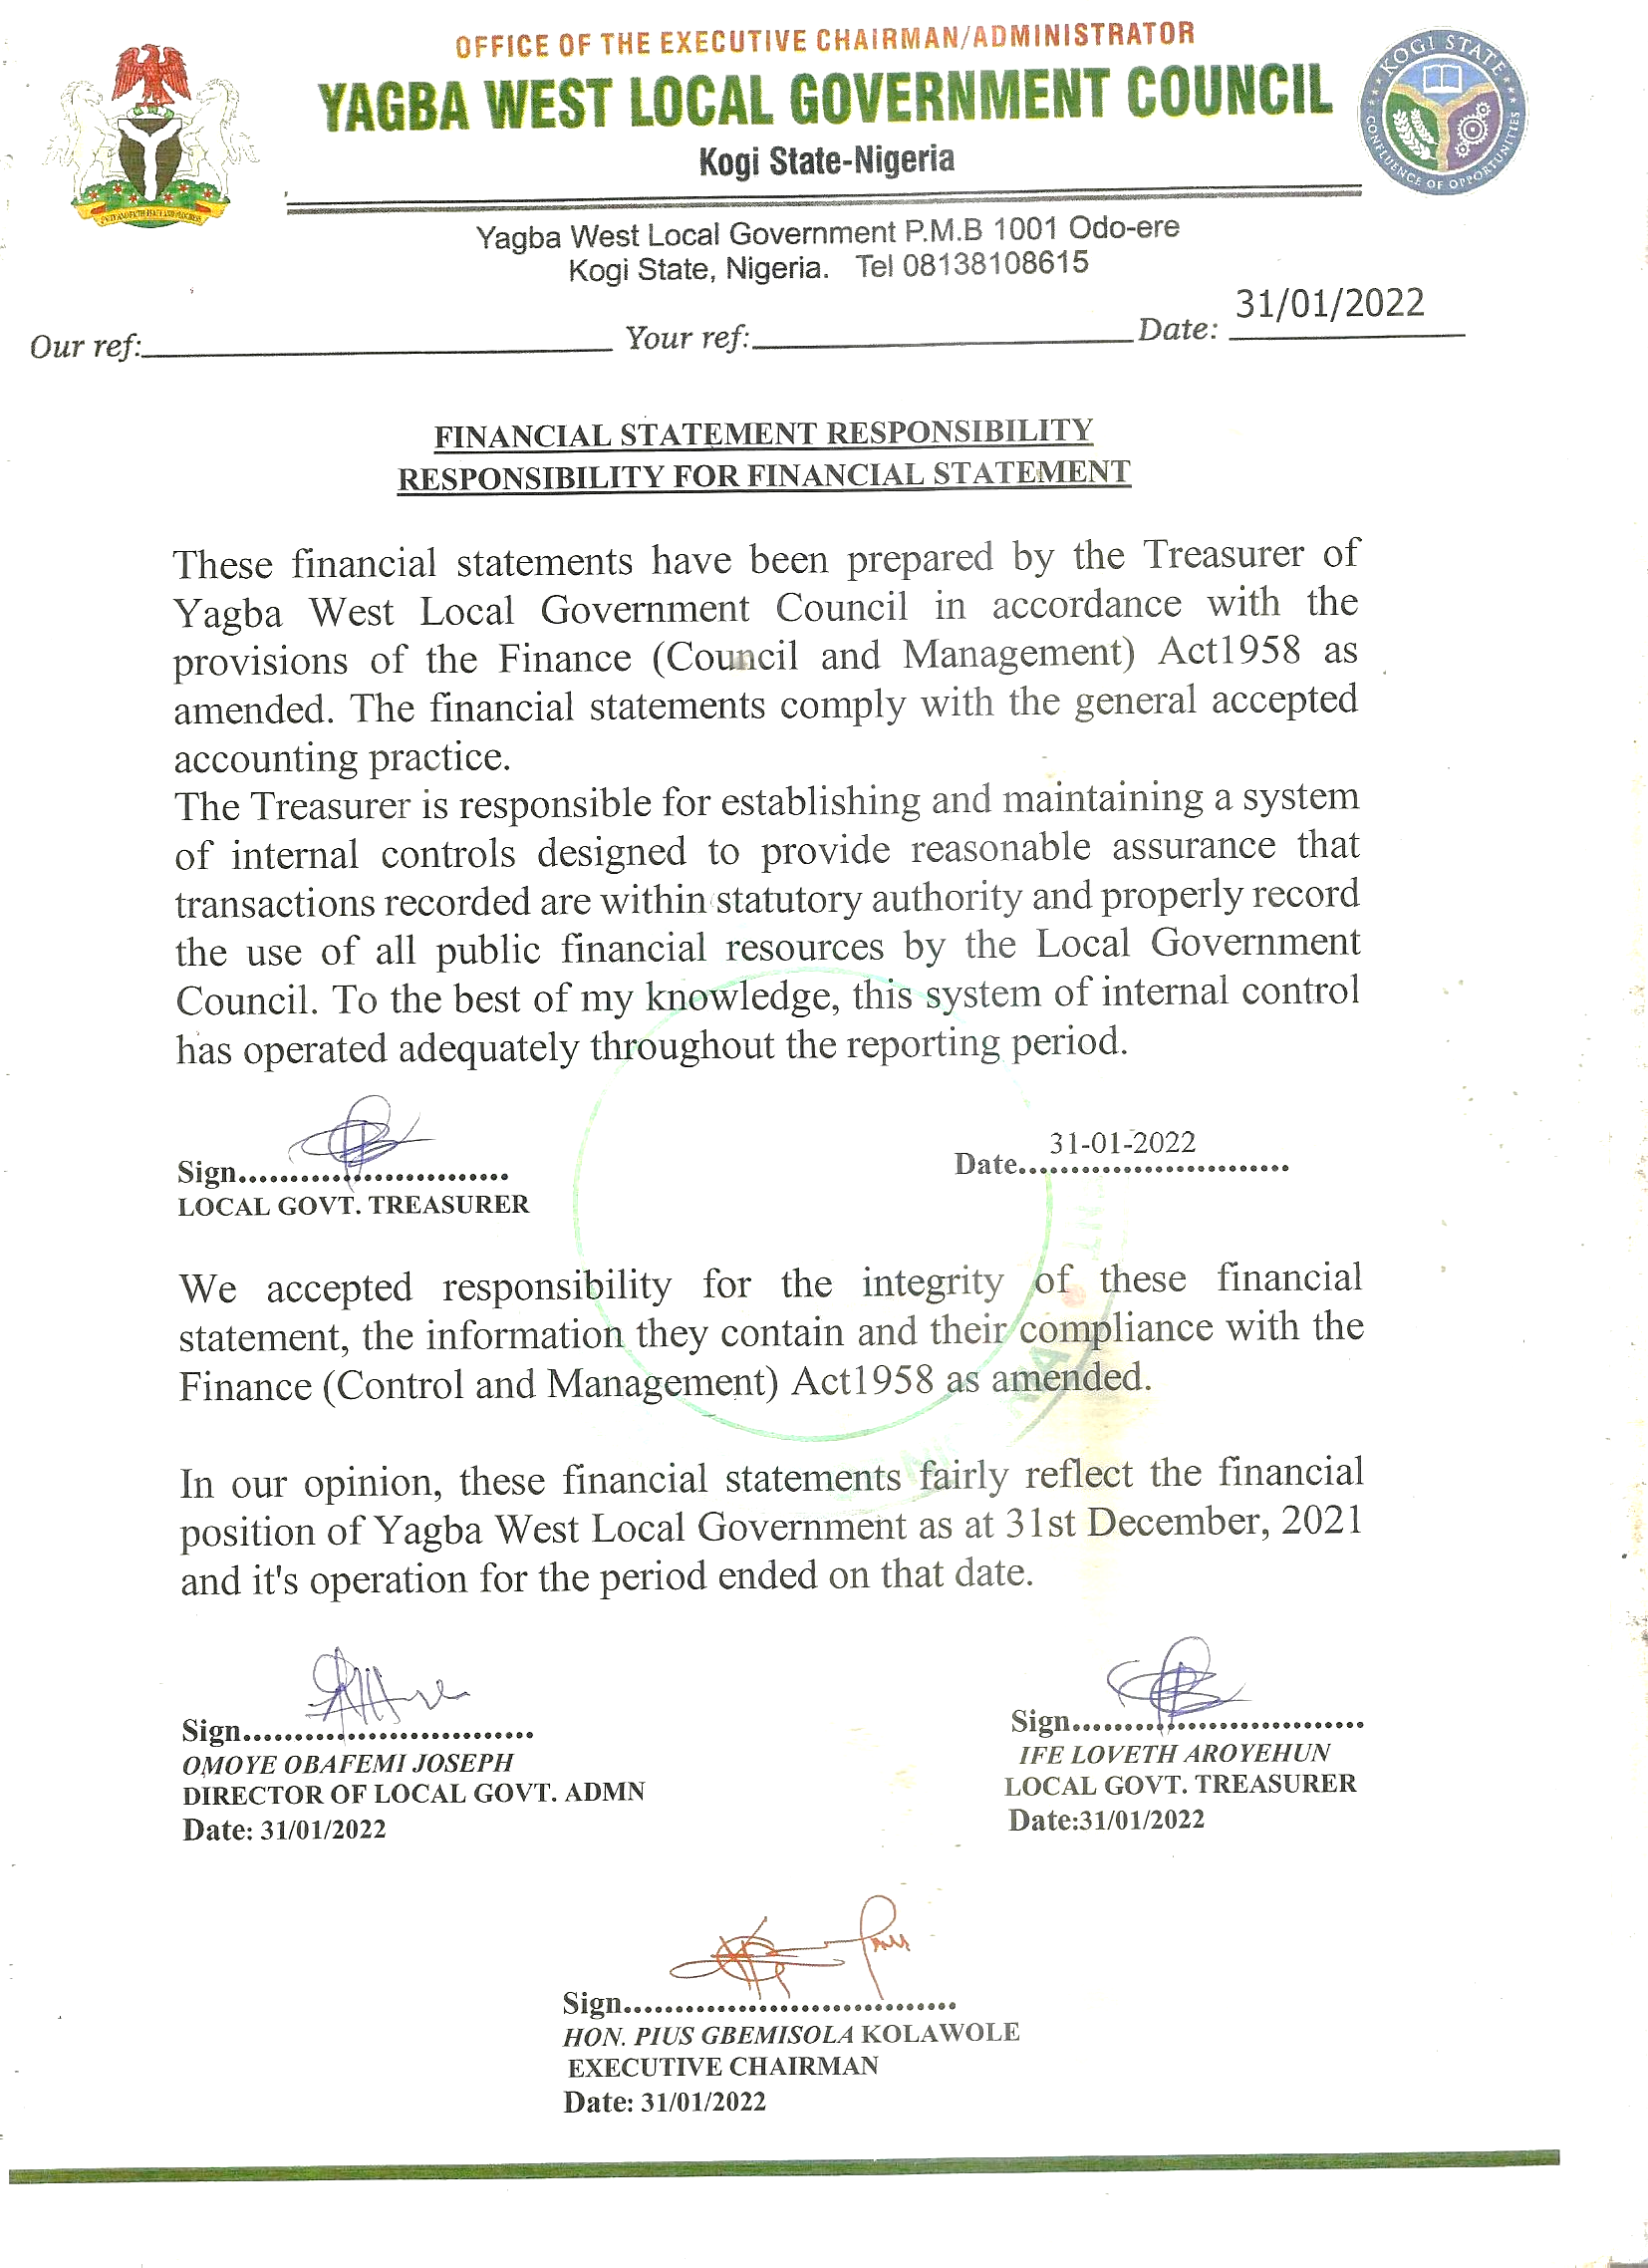 OFFICE OF THE EXECUTIVE CHAIRMAN/ADMINISTRATOR
YAGBA WEST LOCAL GOVERNMENT COUNCIL
Kogi State-Nigeria
KOGI STATE
CONFLUENCE OF OPPORTUNITIES
Yagba West Local Government P.M.B 1001 Odo-ere
Kogi State, Nigeria. Tel 08138108615
Our ref: Your ref: Date: 31/01/2022
FINANCIAL STATEMENT RESPONSIBILITY
RESPONSIBILITY FOR FINANCIAL STATEMENT
These financial statements have been prepared by the Treasurer of
Yagba West Local Government Council in accordance with the
provisions of the Finance (Council and Management) Act1958 as
amended. The financial statements comply with the general accepted
accounting practice.
The Treasurer is responsible for establishing and maintaining a system
of internal controls designed to provide reasonable assurance that
transactions recorded are within statutory authority and properly record
the use of all public financial resources by the Local Government
Council. To the best of my knowledge, this system of internal control
has operated adequately throughout the reporting period.
Sign.......................... Date.......................... 31-01-2022
LOCAL GOVT. TREASURER
We accepted responsibility for the integrity of these financial
statement, the information they contain and their compliance with the
Finance (Control and Management) Act1958 as amended.
In our opinion, these financial statements fairly reflect the financial
position of Yagba West Local Government as at 31st December, 2021
and it's operation for the period ended on that date.
Sign............................
OMOYE OBAFEMI JOSEPH
DIRECTOR OF LOCAL GOVT. ADMN
Date: 31/01/2022
Sign............................
IFE LOVETH AROYEHUN
LOCAL GOVT. TREASURER
Date:31/01/2022
Sign................................
HON. PIUS GBEMISOLA KOLAWOLE
EXECUTIVE CHAIRMAN
Date: 31/01/2022